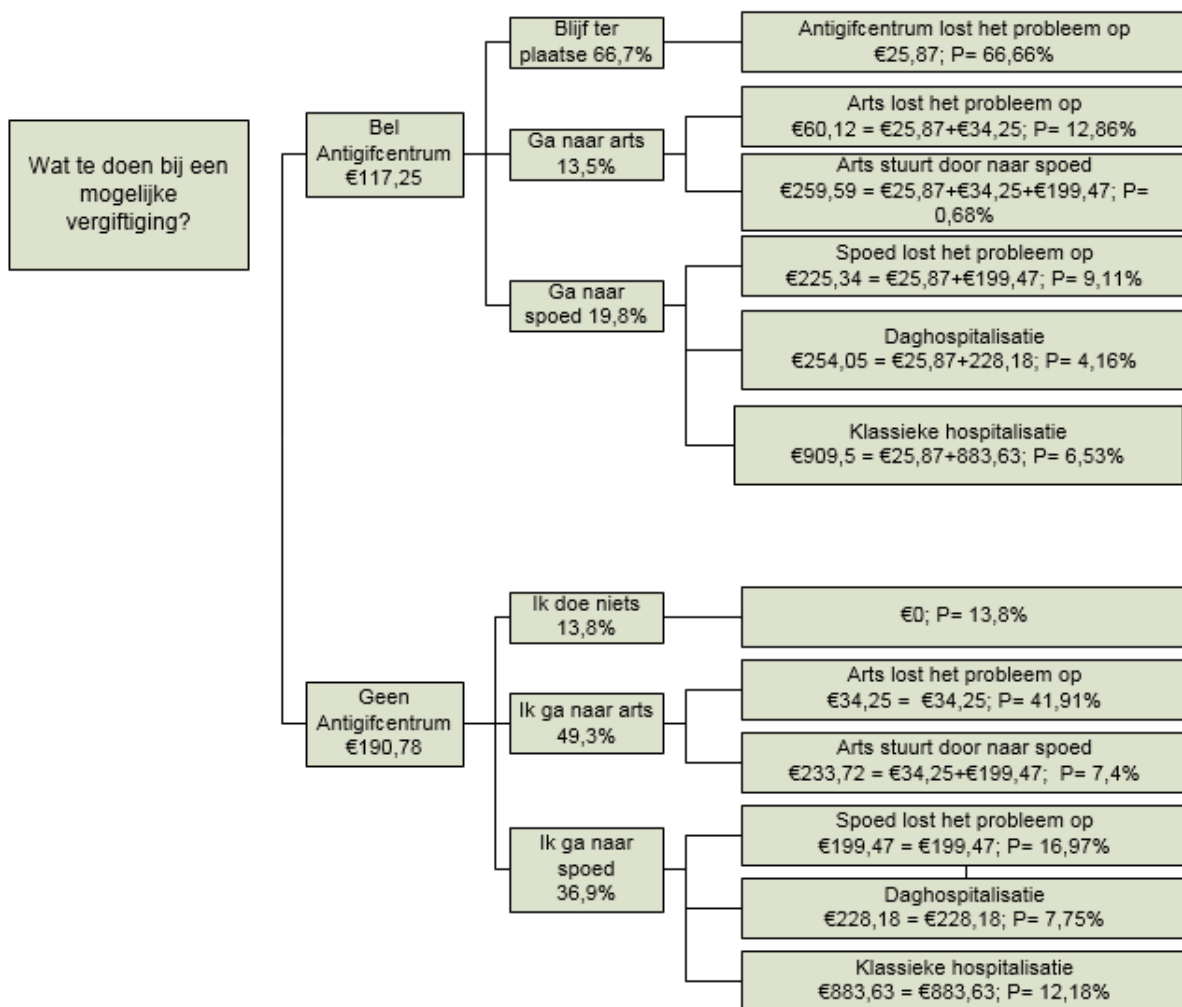 Wat te doen bij een
mogelijke
vergiftiging?
Bel
Antigifcentrum
€117,25
Blijf ter
plaatse 66,7%
Antigifcentrum lost het probleem op
€25,87; P= 66,66%
Ga naar arts
13,5%
Arts lost het probleem op
€60,12 = €25,87+€34,25; P= 12,86%
Arts stuurt door naar spoed
€259,59 = €25,87+€34,25+€199,47; P=
0,68%
Ga naar
spoed 19,8%
Spoed lost het probleem op
€225,34 = €25,87+€199,47; P= 9,11%
Daghospitalisatie
€254,05 = €25,87+228,18; P= 4,16%
Klassieke hospitalisatie
€909,5 = €25,87+883,63; P= 6,53%
Geen
Antigifcentrum
€190,78
Ik doe niets
13,8%
€0; P= 13,8%
Ik ga naar arts
49,3%
Arts lost het probleem op
€34,25 = €34,25; P= 41,91%
Arts stuurt door naar spoed
€233,72 = €34,25+€199,47; P= 7,4%
Ik ga naar
spoed
36,9%
Spoed lost het probleem op
€199,47 = €199,47; P= 16,97%
Daghospitalisatie
€228,18 = €228,18; P= 7,75%
Klassieke hospitalisatie
€883,63 = €883,63; P= 12,18%